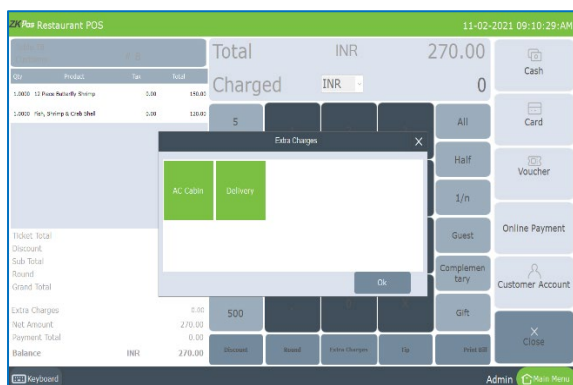 ZKPos Restaurant POS 11-02-2021 09:10:29:AM
Total INR 270.00
Charged INR 0
Qty Product Tax Total
1.0000 12 Piece Butterfly Shrimp 0.00 150.00
1.0000 Fish, Shrimp & Crab Shell 0.00 120.00
Ticket Total
Discount
Sub Total
Round
Grand Total
Extra Charges 0.00
Net Amount 270.00
Payment Total 0.00
Balance INR 270.00
5
500
Extra Charges X
AC Cabin Delivery
Ok
All
Half
1/n
Guest
Complemen
tary
Gift
Discount Round Extra Charges Tip Print Bill
Cash
Card
Voucher
Online Payment
Customer Account
Close
Keyboard Admin Main Menu